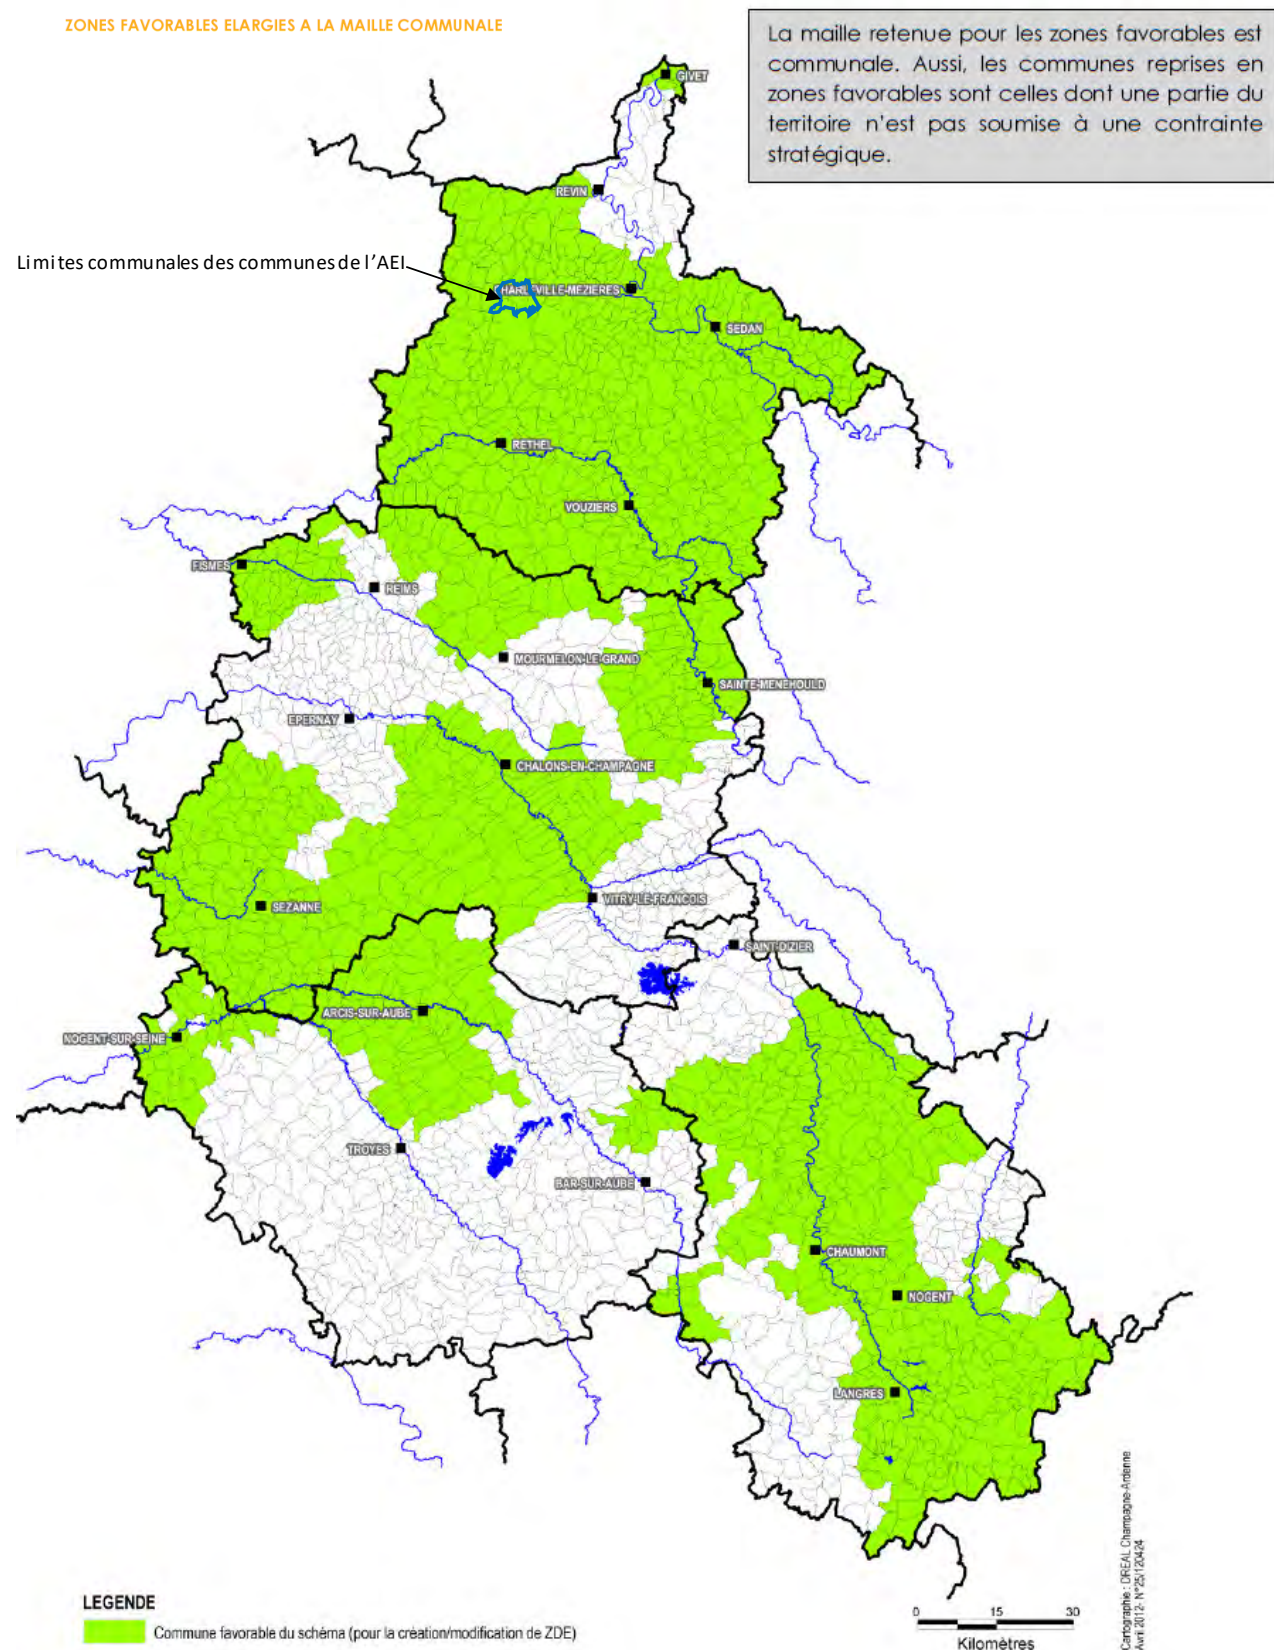 ZONES FAVORABLES ELARGIES A LA MAILLE COMMUNALE
La maille retenue pour les zones favorables est
communale. Aussi, les communes reprises en
zones favorables sont celles dont une partie du
territoire n'est pas soumise à une contrainte
stratégique.
GIVET
REVIN
Limites communales des communes de l'AEI
CHARLEVILLE-MEZIERES
SEDAN
RETHEL
VOUZIERS
FISMES
REIMS
MOURMELON-LE-GRAND
SAINTE-MENEHOULD
EPERNAY
CHALONS-EN-CHAMPAGNE
VITRY-LE-FRANCOIS
SEZANNE
SAINT-DIZIER
ARCIS-SUR-AUBE
NOGENT-SUR-SEINE
TROYES
BAR-SUR-AUBE
CHAUMONT
NOGENT
LANGRES
LEGENDE
Commune favorable du schéma (pour la création/modification de ZDE)
0 15 30
Kilomètres
Cartographie : DREAL Champagne-Ardenne
Avril 2012- N°25/120424